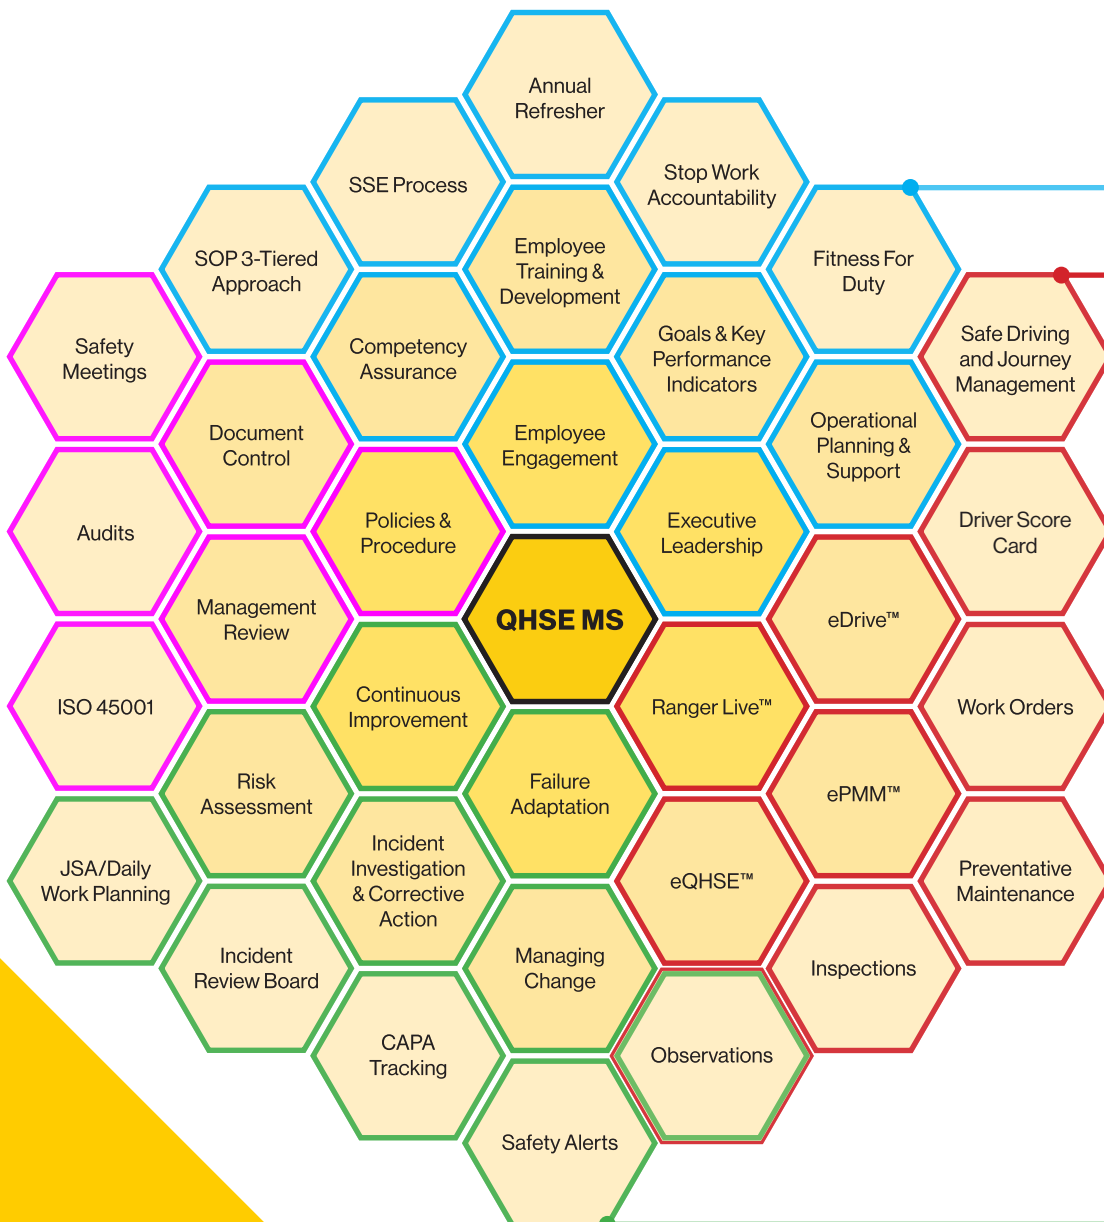 Annual
Refresher
SSE Process
Stop Work
Accountability
SOP 3-Tiered
Approach
Employee
Training &
Development
Fitness For
Duty
Safety
Meetings
Competency
Assurance
Goals & Key
Performance
Indicators
Safe Driving
and Journey
Management
Document
Control
Employee
Engagement
Operational
Planning &
Support
Audits
Policies &
Procedure
Executive
Leadership
Driver Score
Card
Management
Review
QHSE MS
eDrive™
ISO 45001
Continuous
Improvement
Ranger Live™
Work Orders
Risk
Assessment
Failure
Adaptation
ePMM™
JSA/Daily
Work Planning
Incident
Investigation
& Corrective
Action
eQHSE™
Preventative
Maintenance
Incident
Review Board
Managing
Change
Inspections
CAPA
Tracking
Observations
Safety Alerts